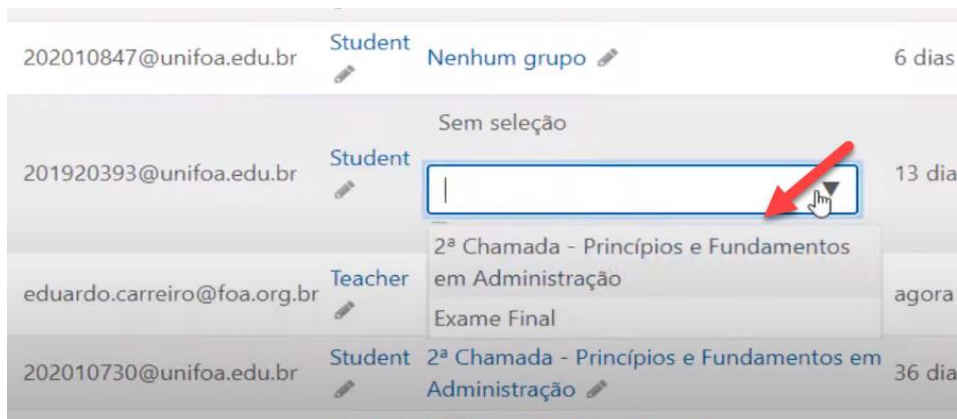 202010847@unifoa.edu.br Student Nenhum grupo 6 dias
Sem seleção
201920393@unifoa.edu.br Student 13 dia
2ª Chamada - Princípios e Fundamentos
em Administração
eduardo.carreiro@foa.org.br Teacher agora
Exame Final
202010730@unifoa.edu.br Student 2ª Chamada - Princípios e Fundamentos em 36 dia
Administração